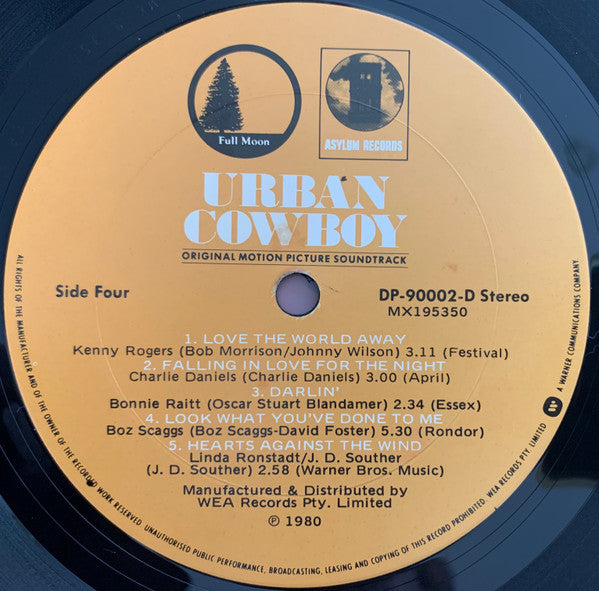 Full Moon
ASYLUM RECORDS
URBAN
COWBOY
ORIGINAL MOTION PICTURE SOUNDTRACK
Side Four
DP-90002-D Stereo
MX195350
1. LOVE THE WORLD AWAY
Kenny Rogers (Bob Morrison/Johnny Wilson) 3.11 (Festival)
2. FALLING IN LOVE FOR THE NIGHT
Charlie Daniels (Charlie Daniels) 3.00 (April)
3. DARLIN'
Bonnie Raitt (Oscar Stuart Blandamer) 2.34 (Essex)
4. LOOK WHAT YOU'VE DONE TO ME
Boz Scaggs (Boz Scaggs-David Foster) 5.30 (Rondor)
5. HEARTS AGAINST THE WIND
Linda Ronstadt/J. D. Souther
(J. D. Souther) 2.58 (Warner Bros. Music)
Manufactured & Distributed by
WEA Records Pty. Limited
℗ 1980
ALL RIGHTS OF THE MANUFACTURER AND OF THE OWNER OF THE RECORDED WORK RESERVED. UNAUTHORISED PUBLIC PERFORMANCE, BROADCASTING, LEASING AND COPYING OF THIS RECORD PROHIBITED. WEA RECORDS PTY. LIMITED
A WARNER COMMUNICATIONS COMPANY.